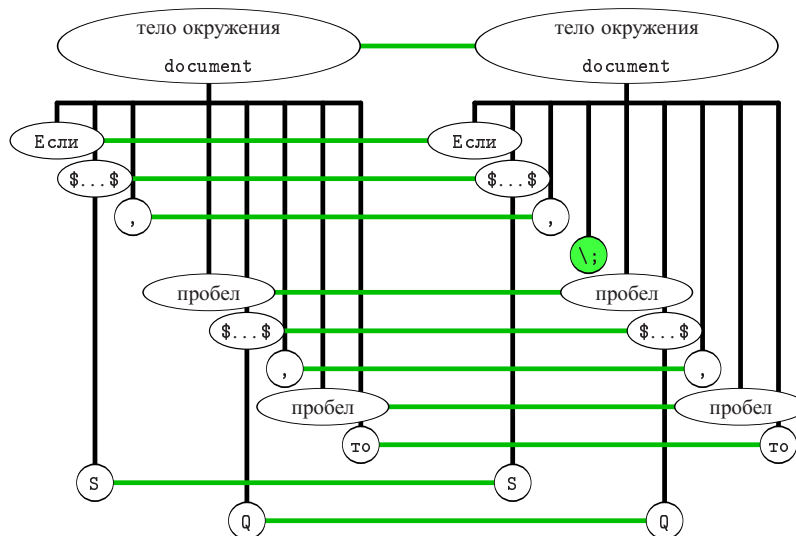 тело окружения тело окружения
document document
Если Если
$...$ $...$
, ,
\;
пробел пробел
$...$ $...$
, ,
пробел пробел
то то
S S
Q Q